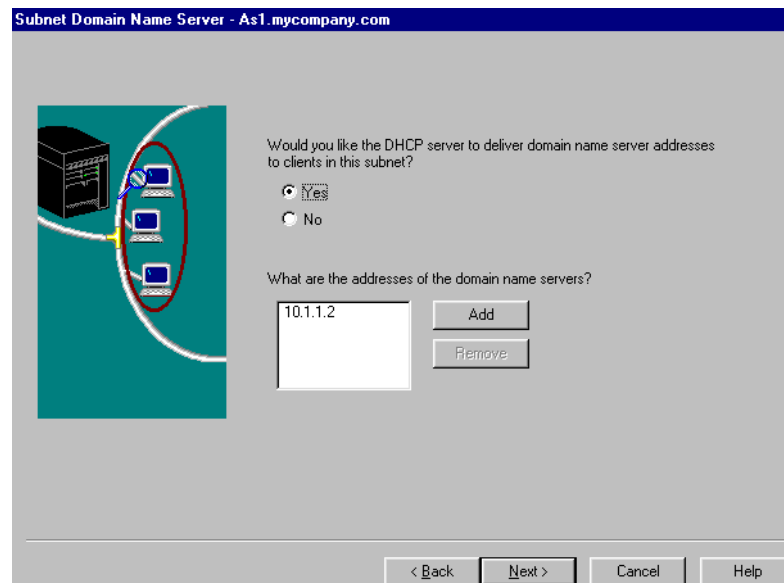 Subnet Domain Name Server - As1.mycompany.com
Would you like the DHCP server to deliver domain name server addresses
to clients in this subnet?
Yes
No
What are the addresses of the domain name servers?
10.1.1.2
Add
Remove
< Back
Next >
Cancel
Help